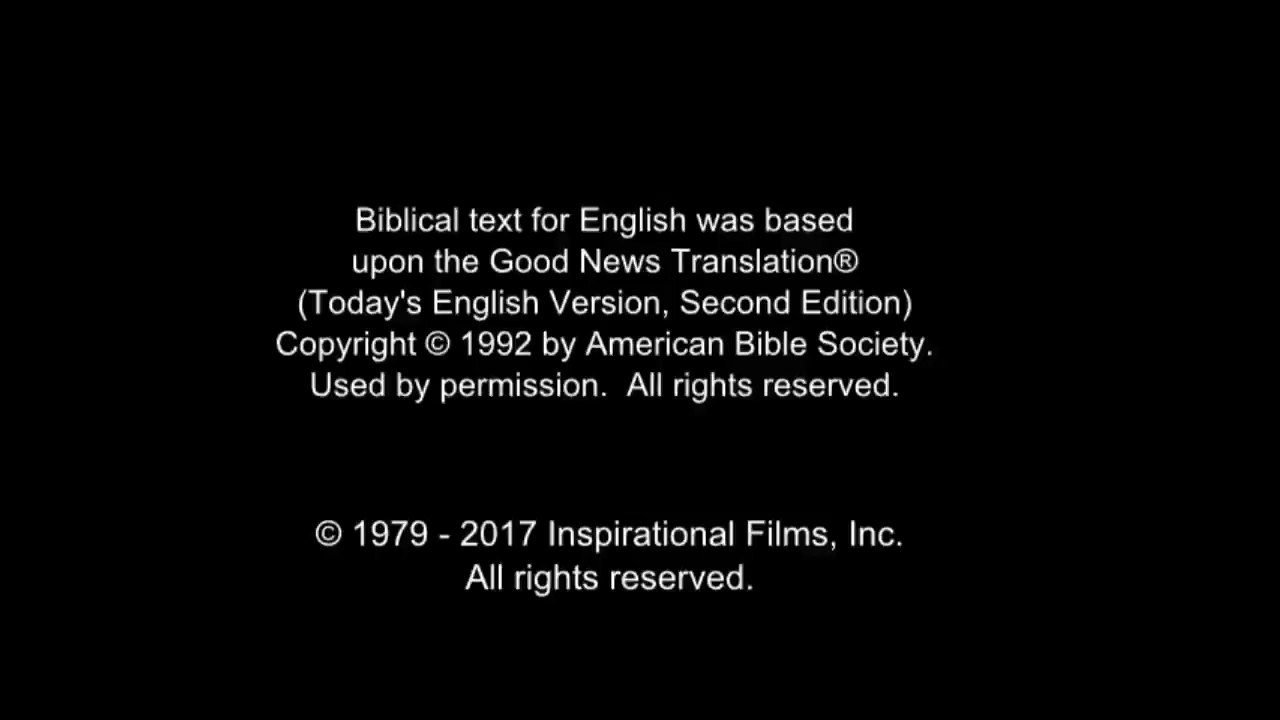 Biblical text for English was based
upon the Good News Translation®
(Today's English Version, Second Edition)
Copyright © 1992 by American Bible Society.
Used by permission.  All rights reserved.
© 1979 - 2017 Inspirational Films, Inc.
All rights reserved.